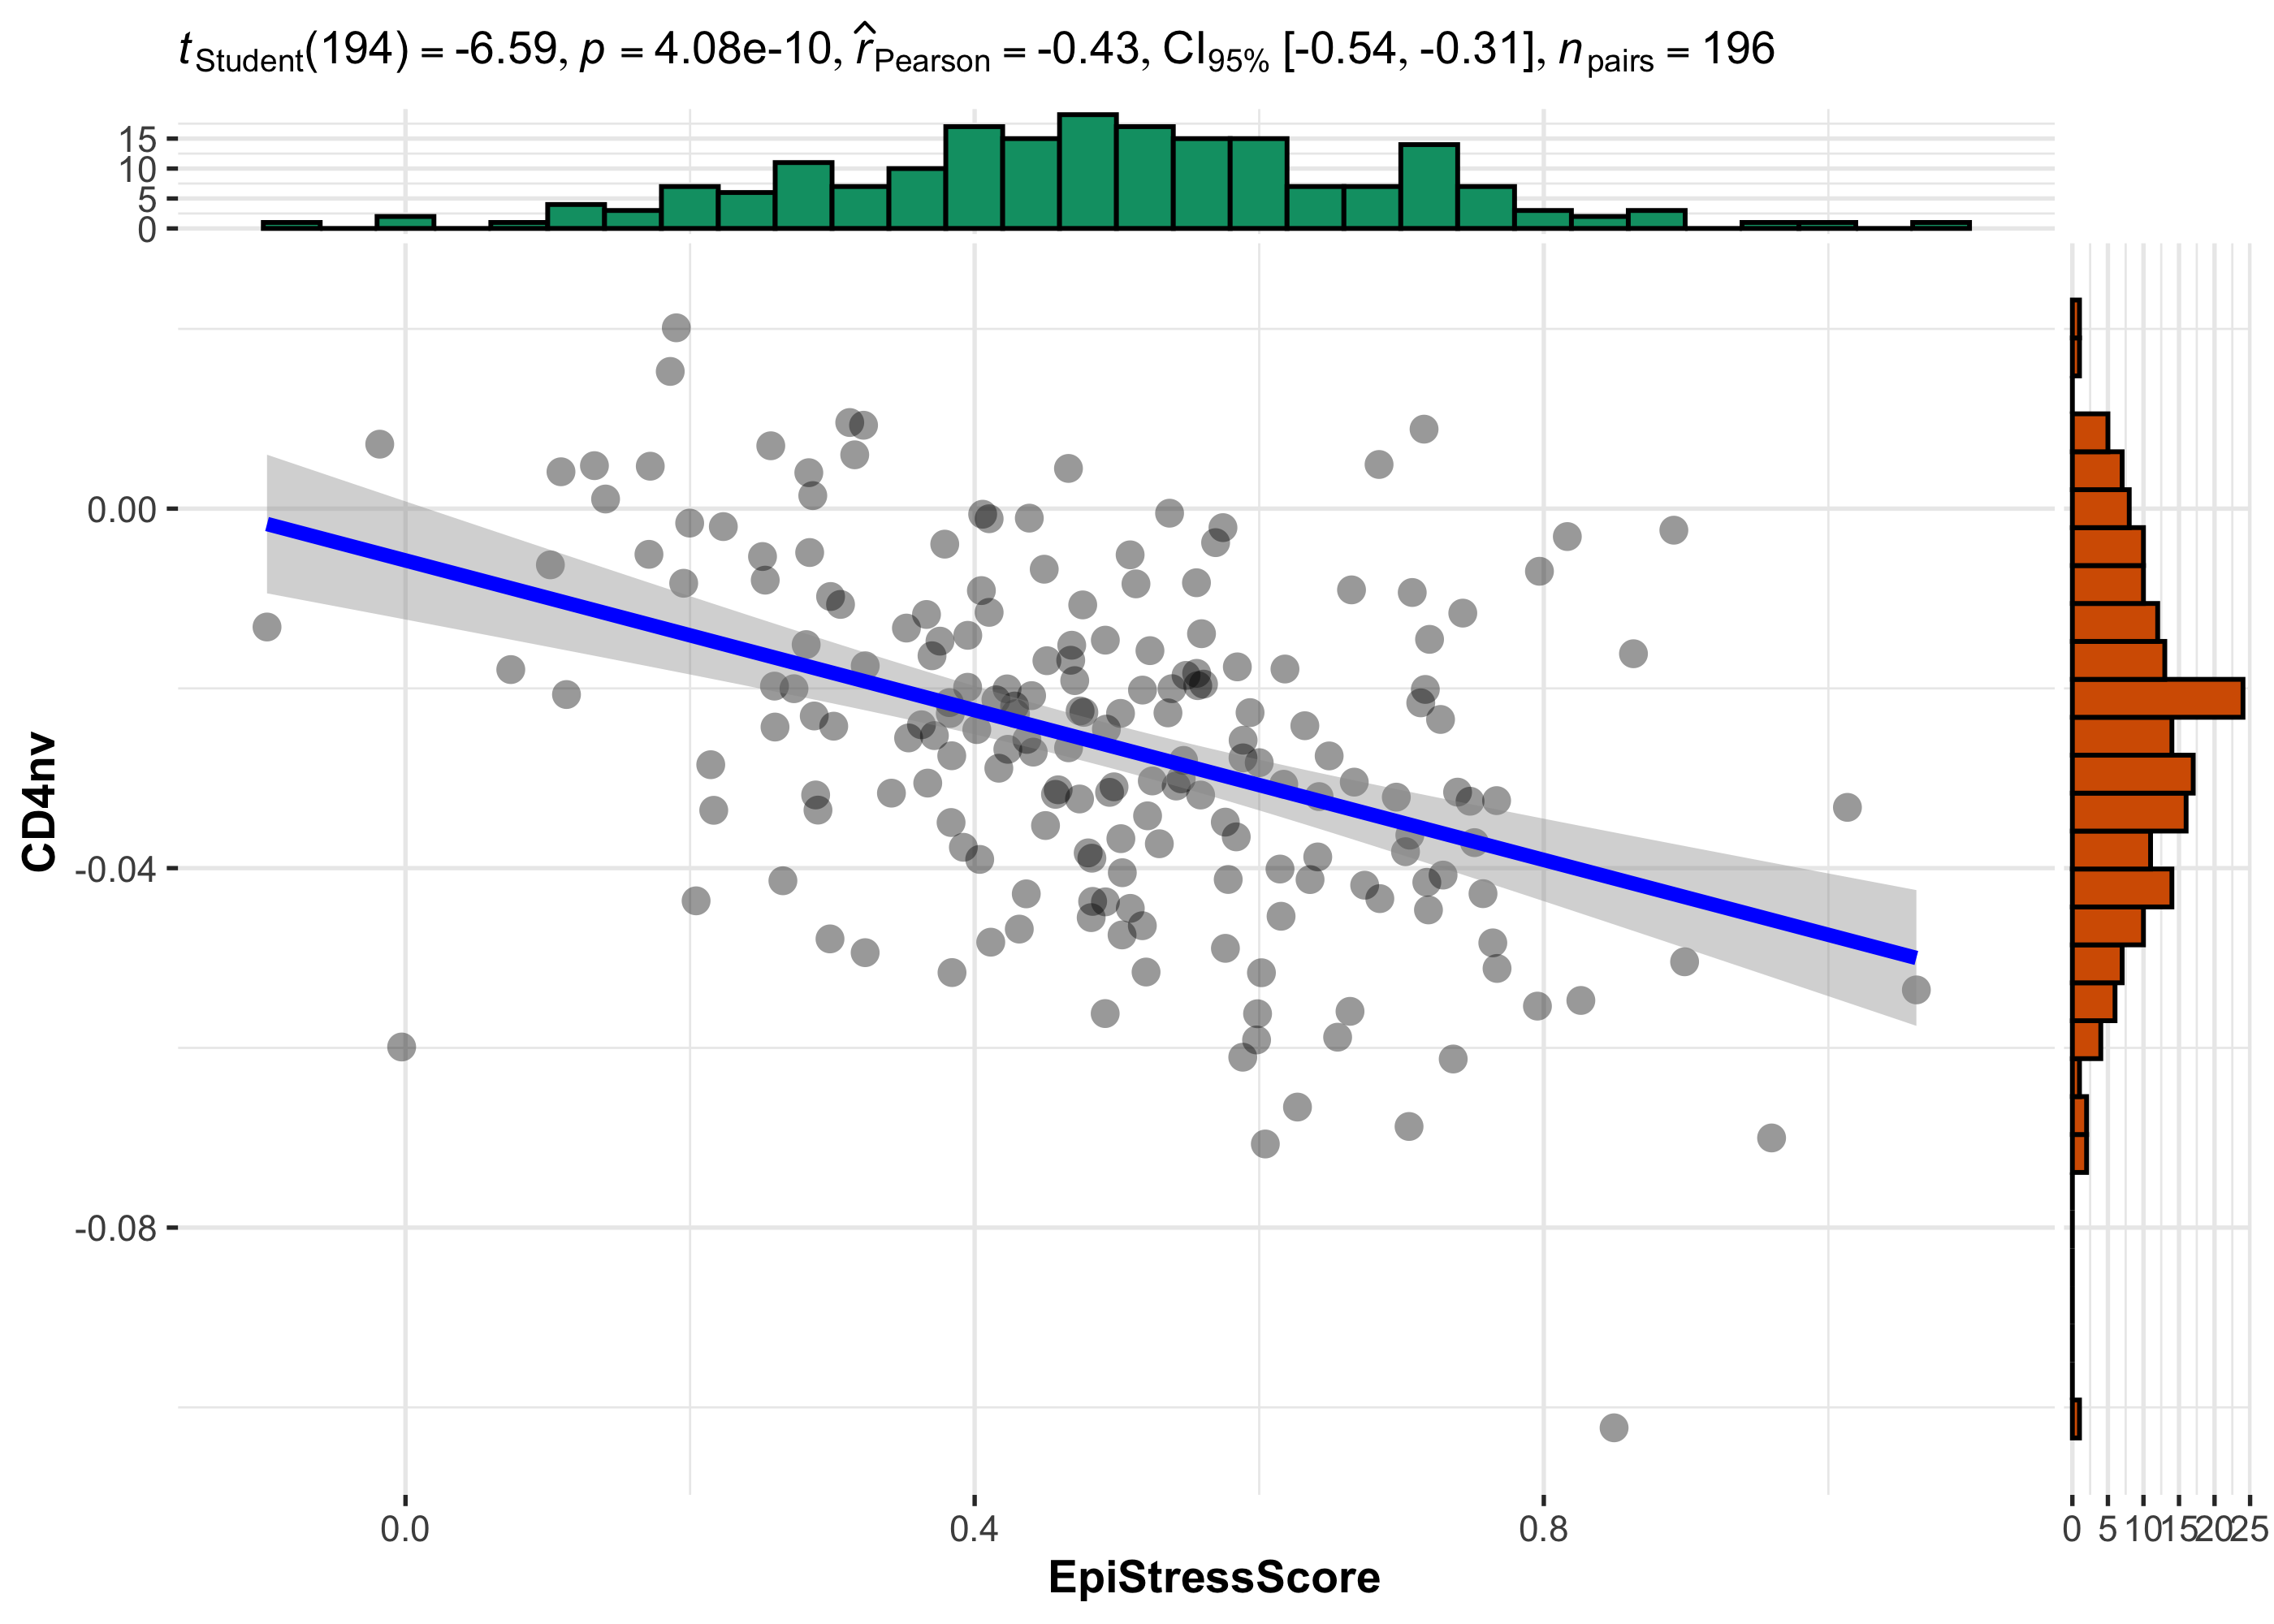 tStudent(194) = -6.59, p = 4.08e-10, r̂Pearson = -0.43, CI95% [-0.54, -0.31], npairs = 196
15
10
5
0
0.00
-0.04
-0.08
CD4nv
0.0 0.4 0.8
0 5 10 15 20 25
EpiStressScore